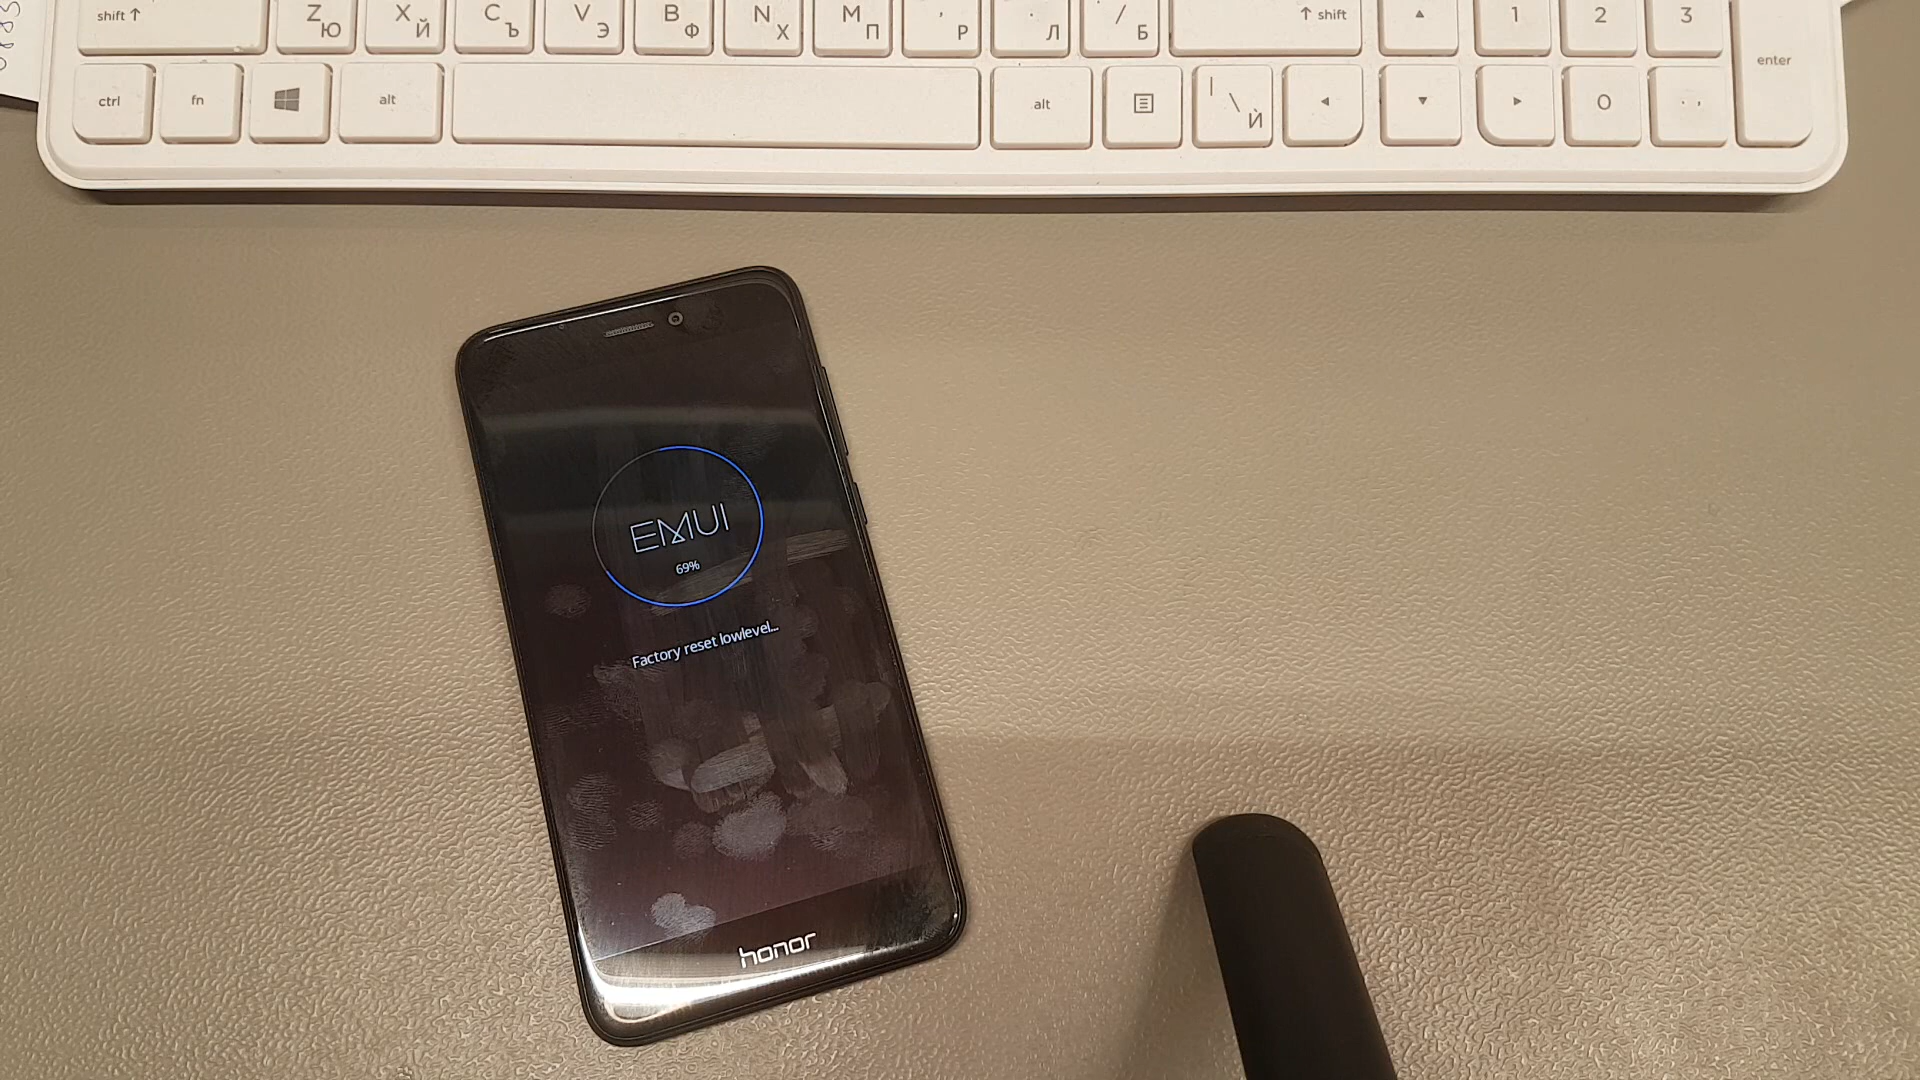 shift ↑ Z Ю X Й C Ъ V Э B Ф N Х M П , Р . Л / Б ↑ shift ▲ 1 2 3
ctrl fn alt alt | \ Ѝ ◄ ▼ ► 0 . , enter
EMUI
69%
Factory reset lowlevel...
honor